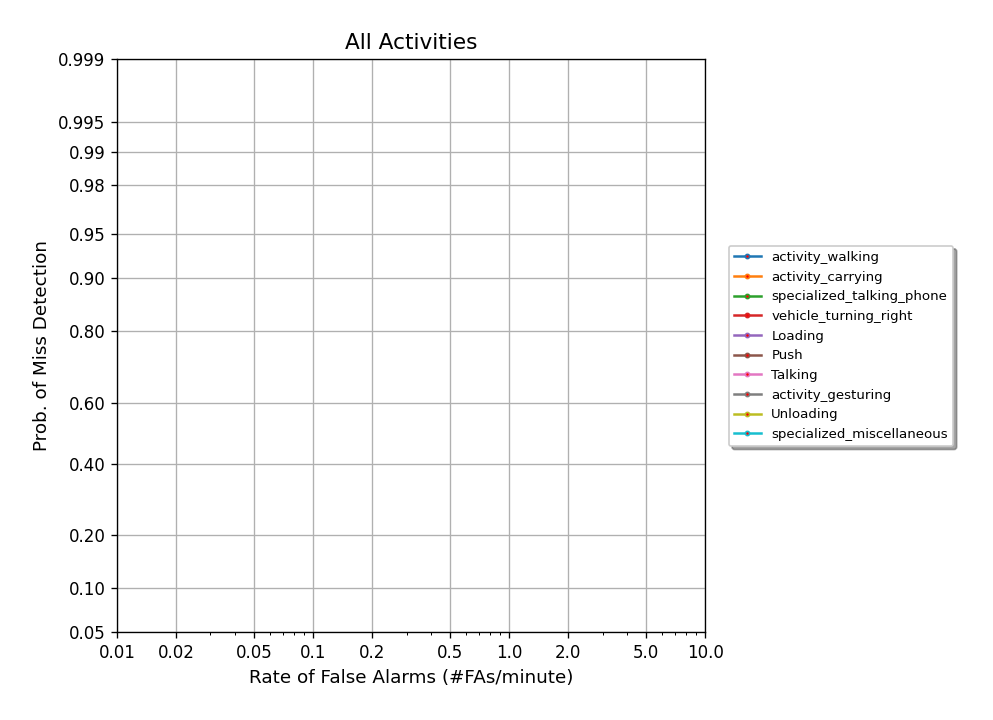 All Activities
0.999
0.995
0.99
0.98
0.95
0.90
0.80
0.60
0.40
0.20
0.10
0.05
Prob. of Miss Detection
0.01 0.02 0.05 0.1 0.2 0.5 1.0 2.0 5.0 10.0
Rate of False Alarms (#FAs/minute)
activity_walking
activity_carrying
specialized_talking_phone
vehicle_turning_right
Loading
Push
Talking
activity_gesturing
Unloading
specialized_miscellaneous